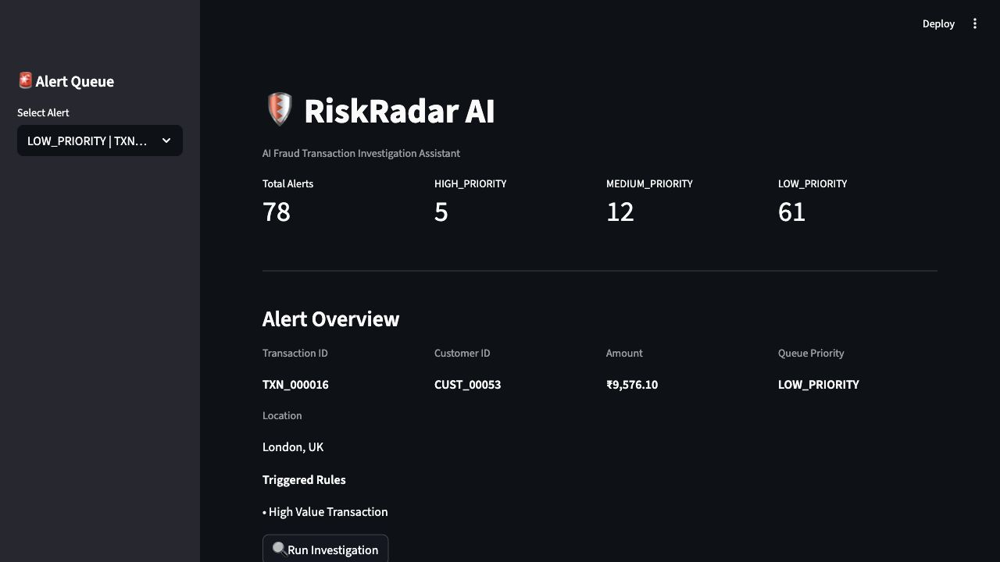 Deploy
🚨 Alert Queue
Select Alert
LOW_PRIORITY | TXN...
RiskRadar AI
AI Fraud Transaction Investigation Assistant
Total Alerts HIGH_PRIORITY MEDIUM_PRIORITY LOW_PRIORITY
78 5 12 61
Alert Overview
Transaction ID Customer ID Amount Queue Priority
TXN_000016 CUST_00053 ₹9,576.10 LOW_PRIORITY
Location
London, UK
Triggered Rules
• High Value Transaction
Run Investigation